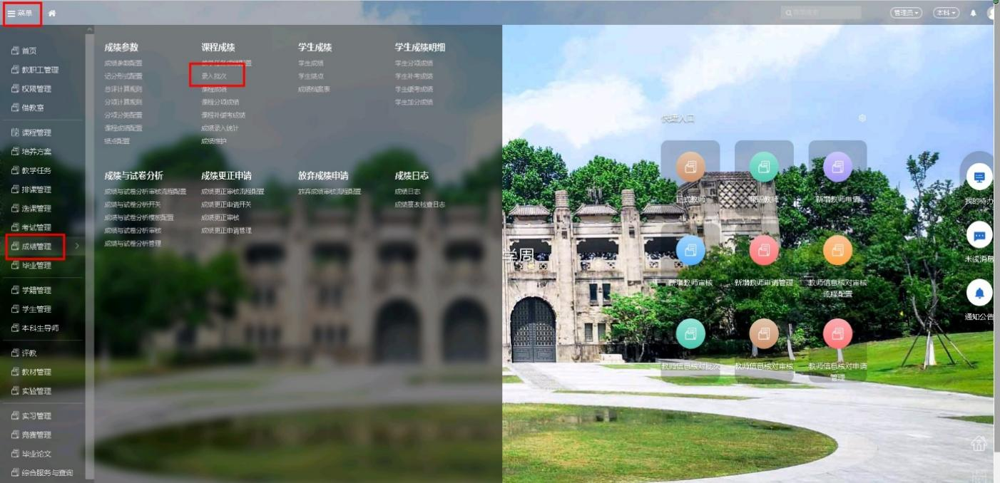 菜单
管理员
本科
首页
教职工管理
权限管理
借教室
课程管理
培养方案
教学任务
排课管理
选课管理
考试管理
成绩管理
毕业管理
学籍管理
学生管理
本科生导师
评教
教材管理
实验管理
实习管理
竞赛管理
毕业论文
综合服务与查询
成绩参数
成绩参数配置
记分形式配置
总评计算规则
分项计算规则
分项分类配置
课程成绩配置
绩点配置
课程成绩
录入批次
课程成绩
课程分项成绩
课程补缓考成绩
成绩录入统计
成绩维护
学生成绩
学生成绩
学生绩点
成绩档案表
学生成绩明细
学生分项成绩
学生补考成绩
学生缓考成绩
学生加分成绩
成绩与试卷分析
成绩与试卷分析审核流程配置
成绩与试卷分析开关
成绩与试卷分析模板配置
成绩与试卷分析审核
成绩与试卷分析管理
成绩更正申请
成绩更正审核流程配置
成绩更正申请开关
成绩更正审核
成绩更正申请管理
放弃成绩申请
放弃成绩审核流程配置
成绩日志
成绩日志
成绩篡改检查日志
学周
快捷入口
正式教师
兼职教师
新增教师申请
新增教师审核
新增教师申请管理
教师信息核对审核
流程配置
教师信息核对批次
教师信息核对审核
教师信息核对申请
管理
我的待办
未读消息
通知公告